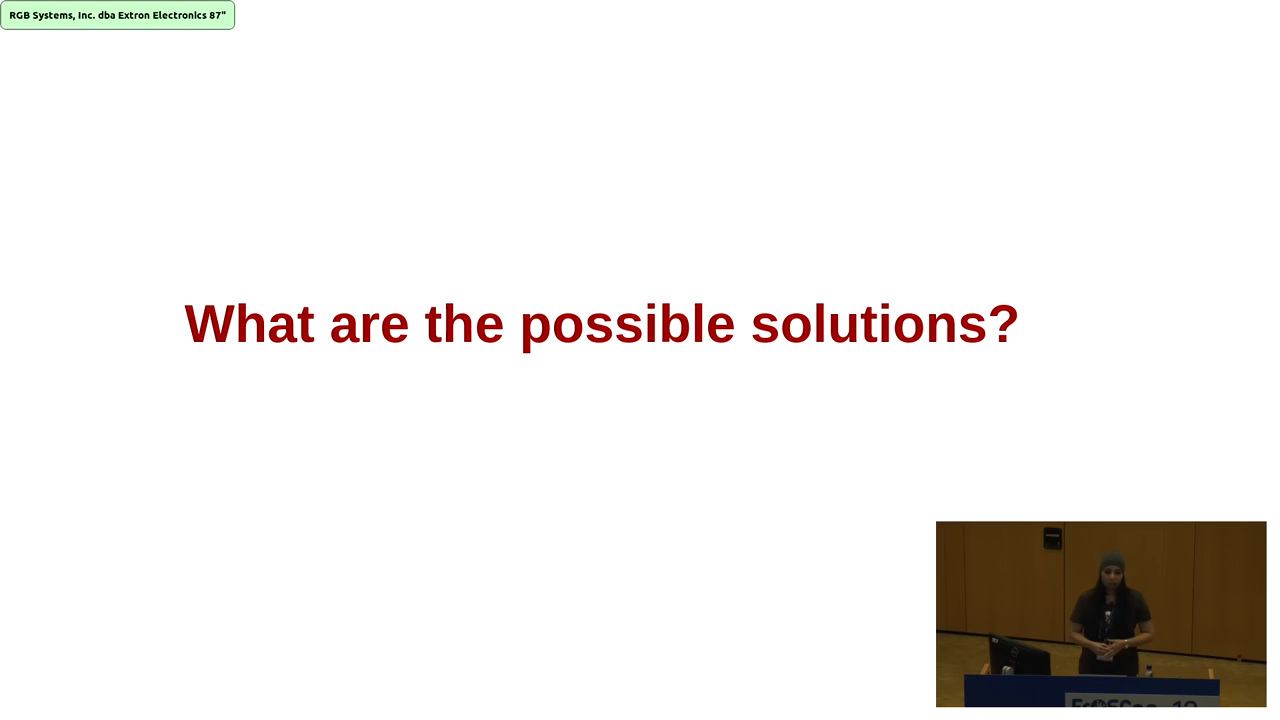 RGB Systems, Inc. dba Extron Electronics 87"
What are the possible solutions?